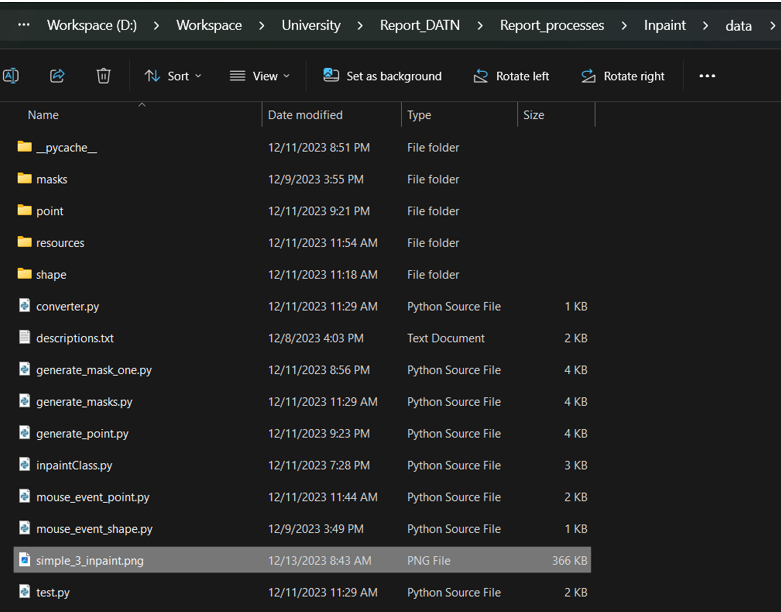 ··· Workspace (D:) > Workspace > University > Report_DATN > Report_processes > Inpaint > data >
Sort View Set as background Rotate left Rotate right ···
Name Date modified Type Size
__pycache__ 12/11/2023 8:51 PM File folder
masks 12/9/2023 3:55 PM File folder
point 12/11/2023 9:21 PM File folder
resources 12/11/2023 11:54 AM File folder
shape 12/11/2023 11:18 AM File folder
converter.py 12/11/2023 11:29 AM Python Source File 1 KB
descriptions.txt 12/8/2023 4:03 PM Text Document 2 KB
generate_mask_one.py 12/11/2023 8:56 PM Python Source File 4 KB
generate_masks.py 12/11/2023 11:29 AM Python Source File 4 KB
generate_point.py 12/11/2023 9:23 PM Python Source File 4 KB
inpaintClass.py 12/11/2023 7:28 PM Python Source File 3 KB
mouse_event_point.py 12/11/2023 11:44 AM Python Source File 2 KB
mouse_event_shape.py 12/9/2023 3:49 PM Python Source File 1 KB
simple_3_inpaint.png 12/13/2023 8:43 AM PNG File 366 KB
test.py 12/11/2023 11:29 AM Python Source File 2 KB